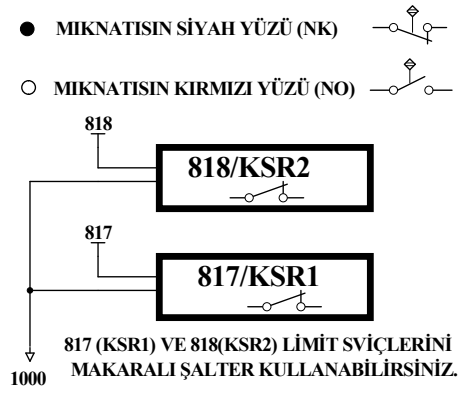 MIKNATISIN SİYAH YÜZÜ (NK)
MIKNATISIN KIRMIZI YÜZÜ (NO)
818
818/KSR2
817
817/KSR1
817 (KSR1) VE 818(KSR2) LİMİT SVİÇLERİNİ
1000
MAKARALI ŞALTER KULLANABİLİRSİNİZ.